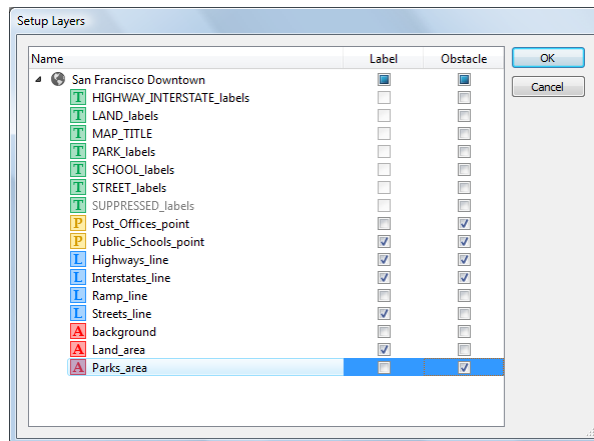 Setup Layers
Name Label Obstacle
OK
San Francisco Downtown
Cancel
T HIGHWAY_INTERSTATE_labels
T LAND_labels
T MAP_TITLE
T PARK_labels
T SCHOOL_labels
T STREET_labels
T SUPPRESSED_labels
P Post_Offices_point
P Public_Schools_point
L Highways_line
L Interstates_line
L Ramp_line
L Streets_line
A background
A Land_area
A Parks_area